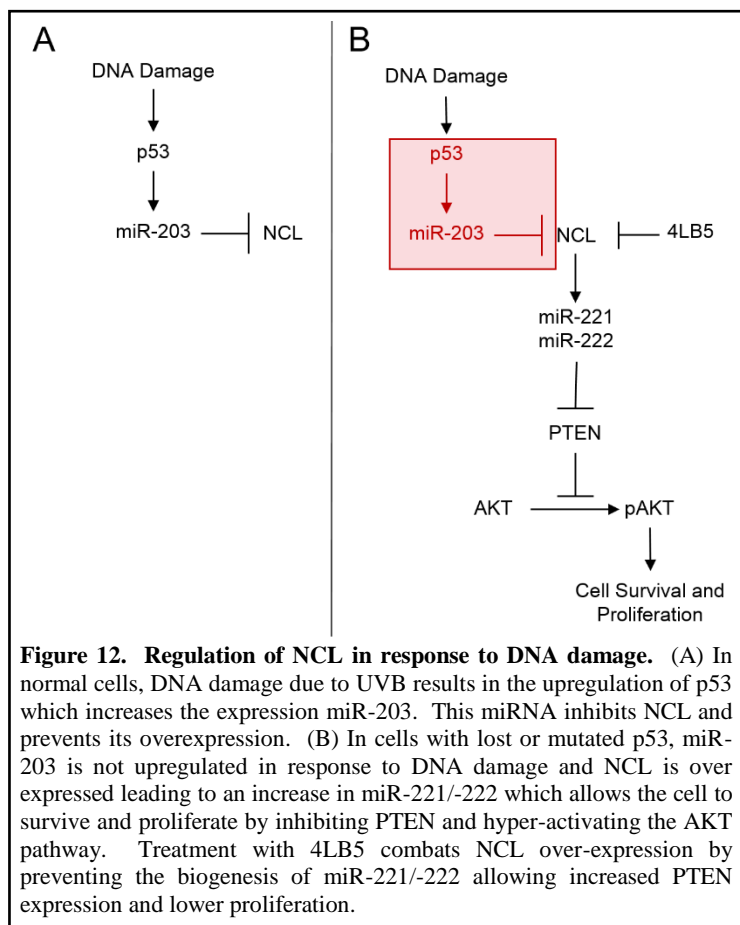 A
DNA Damage
p53
miR-203
NCL
B
DNA Damage
p53
miR-203
NCL
4LB5
miR-221
miR-222
PTEN
AKT
pAKT
Cell Survival and
Proliferation
Figure 12. Regulation of NCL in response to DNA damage. (A) In
normal cells, DNA damage due to UVB results in the upregulation of p53
which increases the expression miR-203. This miRNA inhibits NCL and
prevents its overexpression. (B) In cells with lost or mutated p53, miR-
203 is not upregulated in response to DNA damage and NCL is over
expressed leading to an increase in miR-221/-222 which allows the cell to
survive and proliferate by inhibiting PTEN and hyper-activating the AKT
pathway. Treatment with 4LB5 combats NCL over-expression by
preventing the biogenesis of miR-221/-222 allowing increased PTEN
expression and lower proliferation.